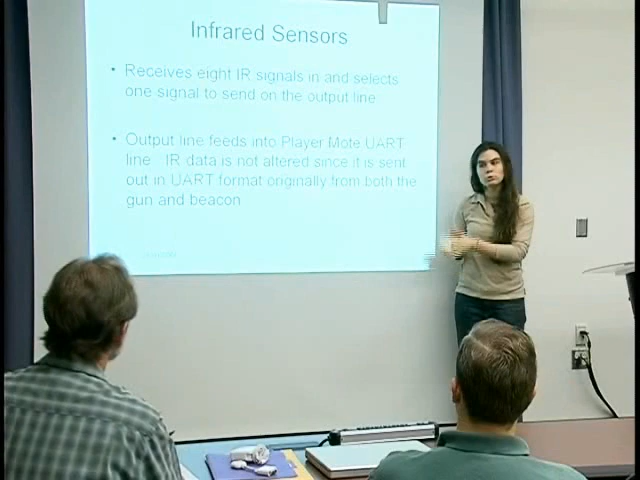 Infrared Sensors
• Receives eight IR signals in and selects
one signal to send on the output line.
• Output line feeds into Player Mote UART
line. IR data is not altered since it is sent
out in UART format originally from both the
gun and beacon